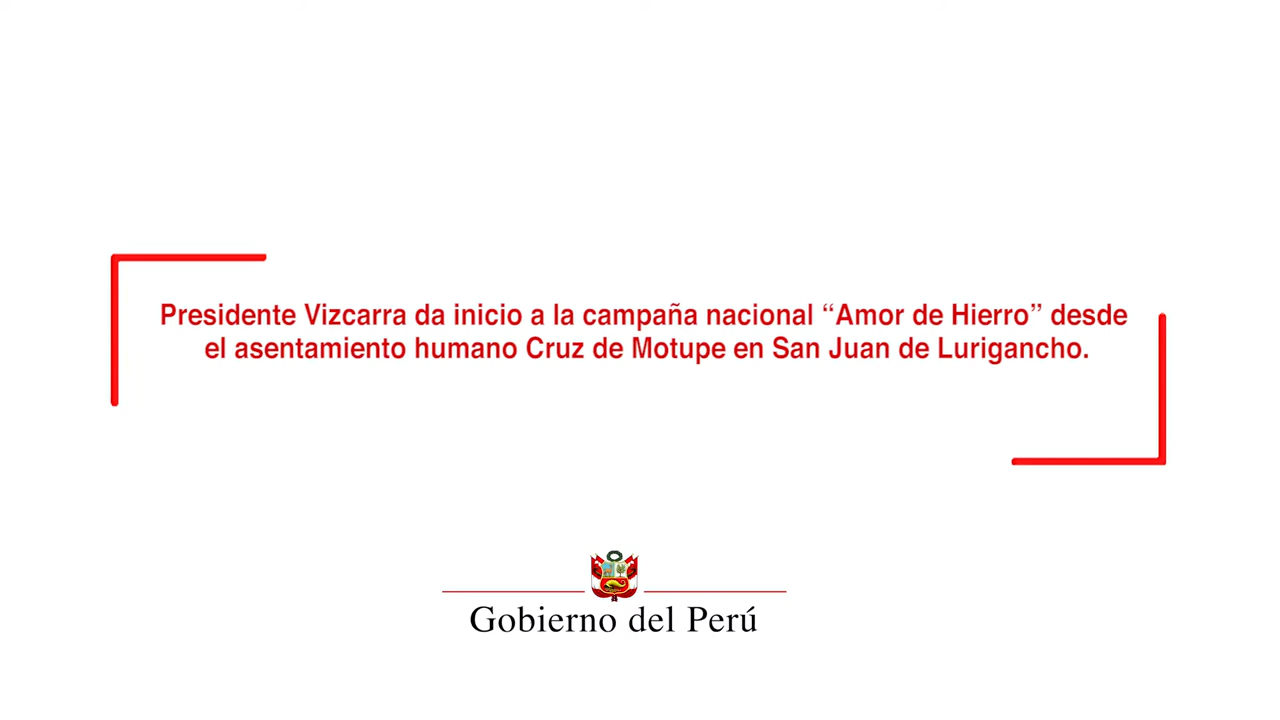 Presidente Vizcarra da inicio a la campaña nacional “Amor de Hierro” desde
el asentamiento humano Cruz de Motupe en San Juan de Lurigancho.
Gobierno del Perú